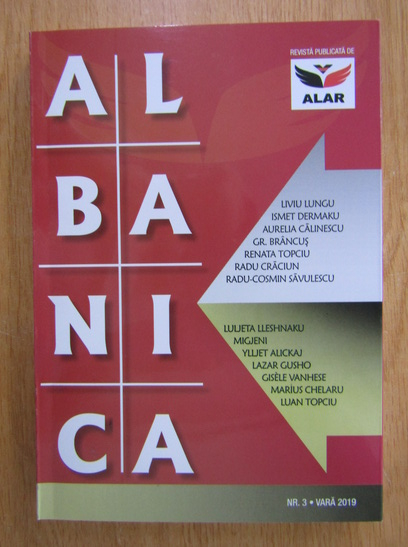 AL
BA
NI
CA
REVISTĂ PUBLICATĂ DE
ALAR
LIVIU LUNGU
ISMET DERMAKU
AURELIA CĂLINESCU
GR. BRÂNCUŞ
RENATA TOPCIU
RADU CRĂCIUN
RADU-COSMIN SĂVULESCU
LULJETA LLESHNAKU
MIGJENI
YLLJET ALICKAJ
LAZAR GUSHO
GISÈLE VANHESE
MARIUS CHELARU
LUAN TOPCIU
NR. 3 • VARĂ 2019